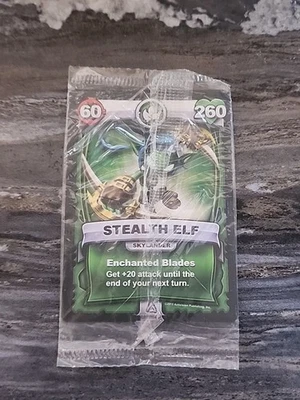 60
260
STEALTH ELF
SKYLANDER
Enchanted Blades
Get +20 attack until the
end of your next turn.